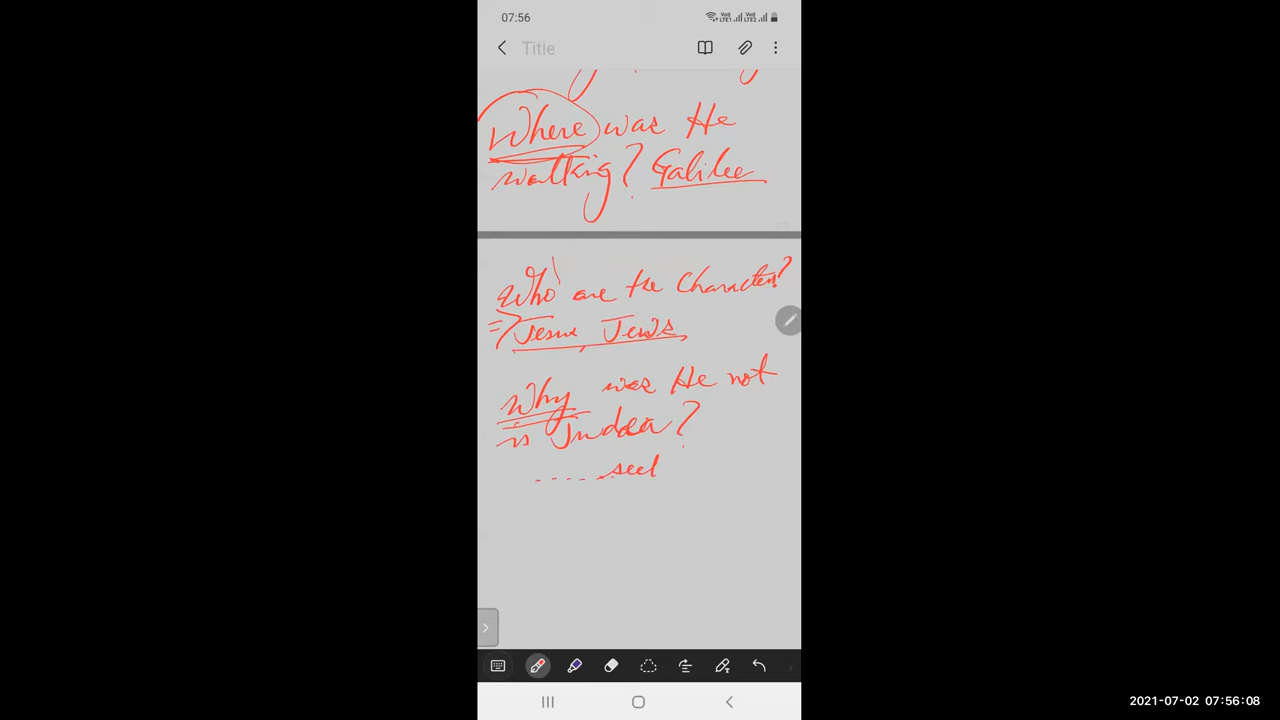 07:56
Title
Where was He
walking? Galilee
Who are the Characters?
=> Jesus, Jews,
Why was He not
in Judea?
..... seek
2021-07-02 07:56:08